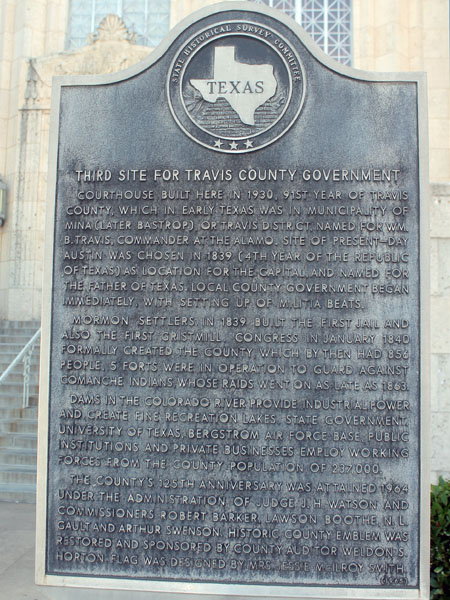 STATE HISTORICAL SURVEY COMMITTEE
TEXAS
THIRD SITE FOR TRAVIS COUNTY GOVERNMENT
COURTHOUSE BUILT HERE IN 1930, 91ST YEAR OF TRAVIS
COUNTY, WHICH IN EARLY TEXAS WAS IN MUNICIPALITY OF
MINA (LATER BASTROP), OR TRAVIS DISTRICT, NAMED FOR WM.
B. TRAVIS, COMMANDER AT THE ALAMO. SITE OF PRESENT-DAY
AUSTIN WAS CHOSEN IN 1839 (4TH YEAR OF THE REPUBLIC
OF TEXAS) AS LOCATION FOR THE CAPITAL, AND NAMED FOR
THE FATHER OF TEXAS. LOCAL COUNTY GOVERNMENT BEGAN
IMMEDIATELY, WITH SETTING UP OF MILITIA BEATS.
MORMON SETTLERS IN 1839 BUILT THE FIRST JAIL AND
ALSO THE FIRST GRISTMILL. CONGRESS IN JANUARY 1840
FORMALLY CREATED THE COUNTY, WHICH BY THEN HAD 856
PEOPLE. 5 FORTS WERE IN OPERATION TO GUARD AGAINST
COMANCHE INDIANS WHOSE RAIDS WENT ON AS LATE AS 1863.
DAMS IN THE COLORADO RIVER PROVIDE INDUSTRIAL POWER
AND CREATE FINE RECREATION LAKES. STATE GOVERNMENT,
UNIVERSITY OF TEXAS, BERGSTROM AIR FORCE BASE, PUBLIC
INSTITUTIONS AND PRIVATE BUSINESSES EMPLOY WORKING
FORCES FROM THE COUNTY POPULATION OF 237,000.
THE COUNTY'S 125TH ANNIVERSARY WAS ATTAINED 1964
UNDER THE ADMINISTRATION OF JUDGE J. H. WATSON AND
COMMISSIONERS ROBERT BARKER, LAWSON BOOTHE, N. L.
GAULT AND ARTHUR SWENSON. HISTORIC COUNTY EMBLEM WAS
RESTORED AND SPONSORED BY COUNTY AUDITOR WELDON S.
HORTON. FLAG WAS DESIGNED BY MRS. JESSIE MCILROY SMITH.